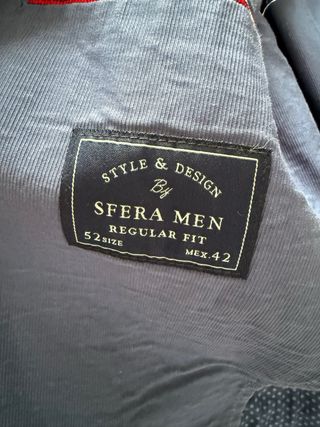 STYLE & DESIGN
By
SFERA MEN
REGULAR FIT
52 SIZE MEX.42